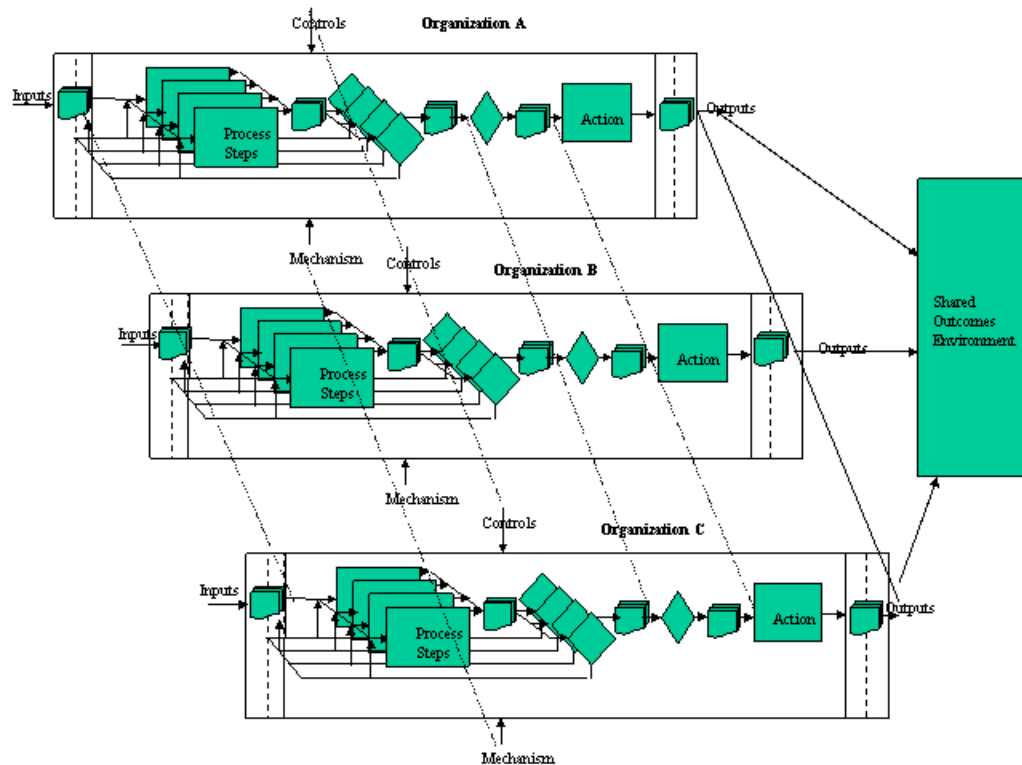 Controls
Organization A
Inputs
Process
Steps
Action
Outputs
Mechanism
Controls
Organization B
Inputs
Process
Steps
Action
Outputs
Mechanism
Controls
Organization C
Inputs
Process
Steps
Action
Outputs
Mechanism
Shared
Outcomes
Environment